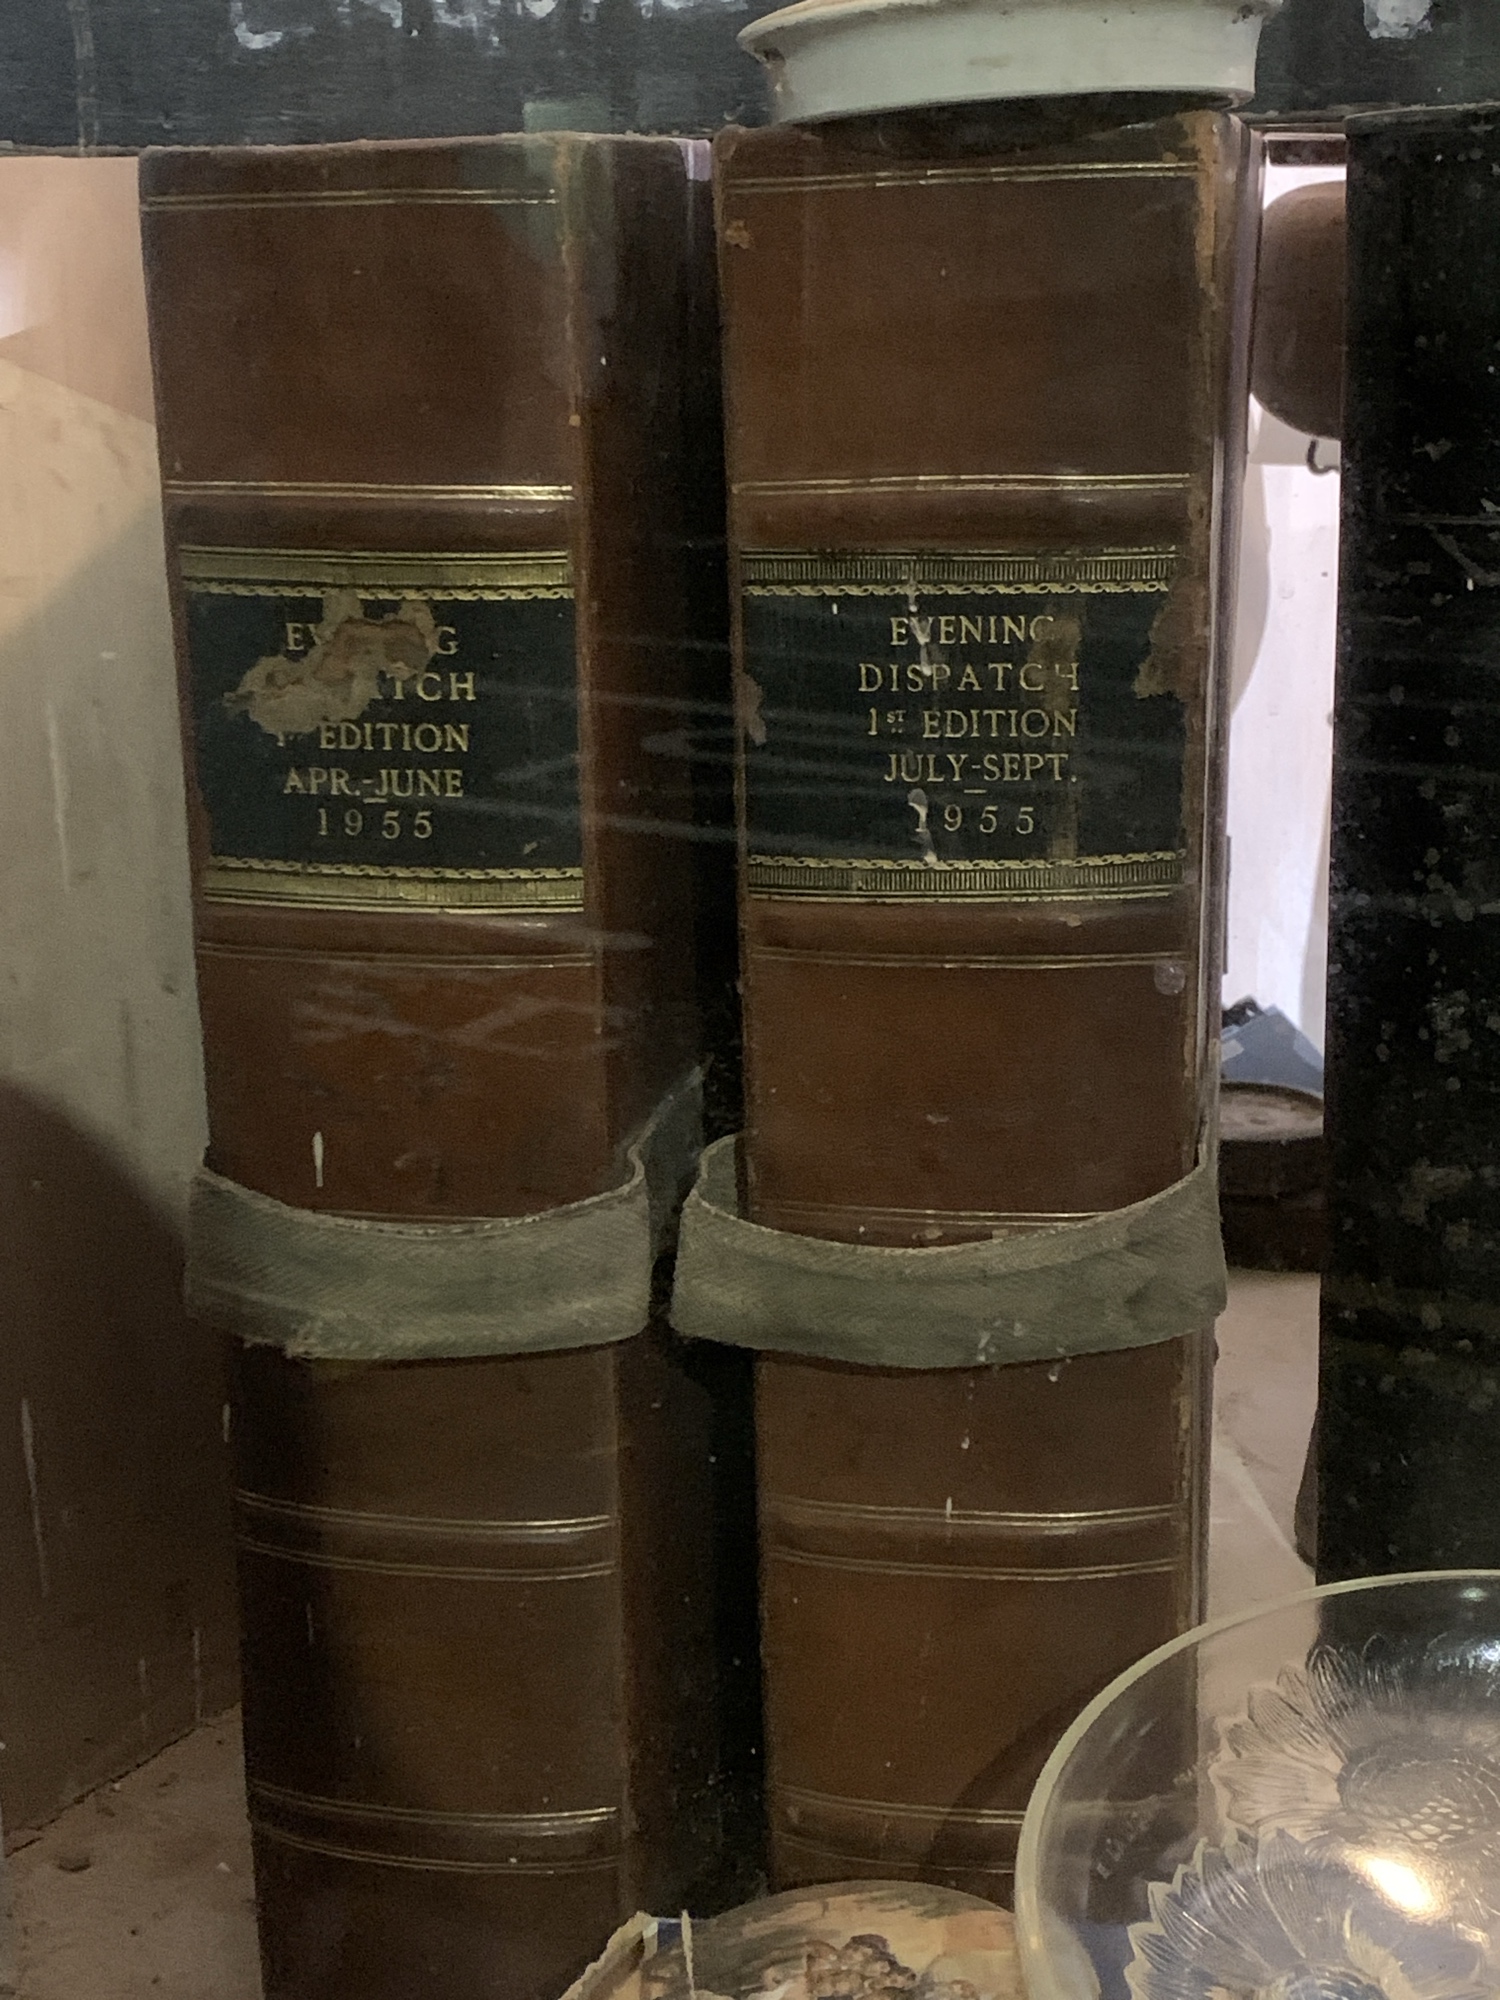 EDITION
APR.-JUNE
1955
EVENING
DISPATCH
1ST EDITION
JULY-SEPT.
1955